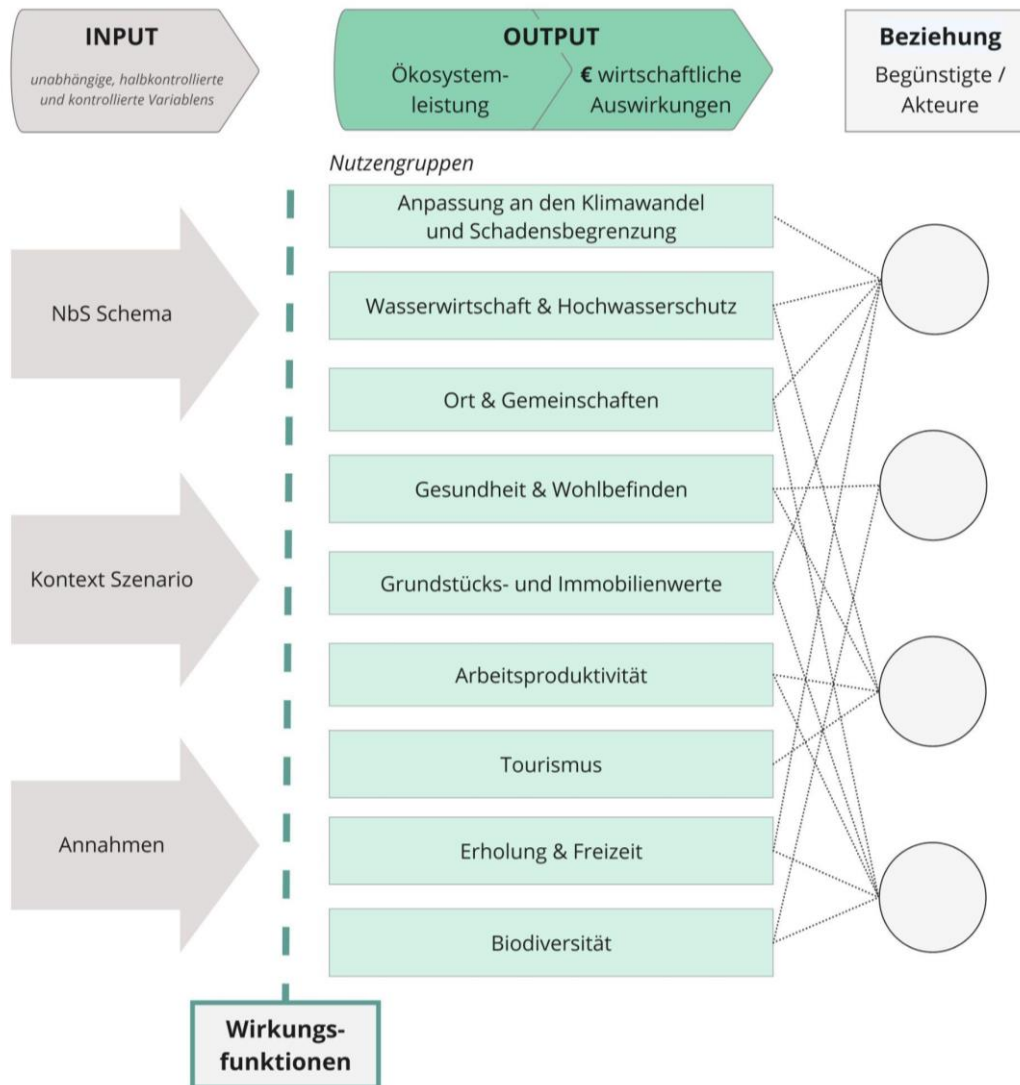 INPUT
unabhängige, halbkontrollierte
und kontrollierte Variablens
OUTPUT
Ökosystem-
leistung
€ wirtschaftliche
Auswirkungen
Beziehung
Begünstigte /
Akteure
Nutzengruppen
NbS Schema
Kontext Szenario
Annahmen
Anpassung an den Klimawandel
und Schadensbegrenzung
Wasserwirtschaft & Hochwasserschutz
Ort & Gemeinschaften
Gesundheit & Wohlbefinden
Grundstücks- und Immobilienwerte
Arbeitsproduktivität
Tourismus
Erholung & Freizeit
Biodiversität
Wirkungs-
funktionen